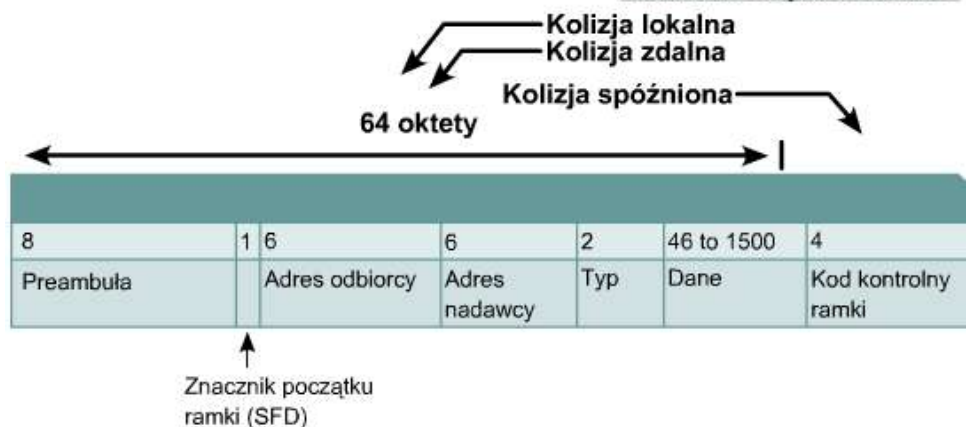 Kolizja lokalna
Kolizja zdalna
Kolizja spóźniona
64 oktety
8 1 6 6 2 46 to 1500 4
Preambuła Adres odbiorcy Adres nadawcy Typ Dane Kod kontrolny ramki
Znacznik początku
ramki (SFD)